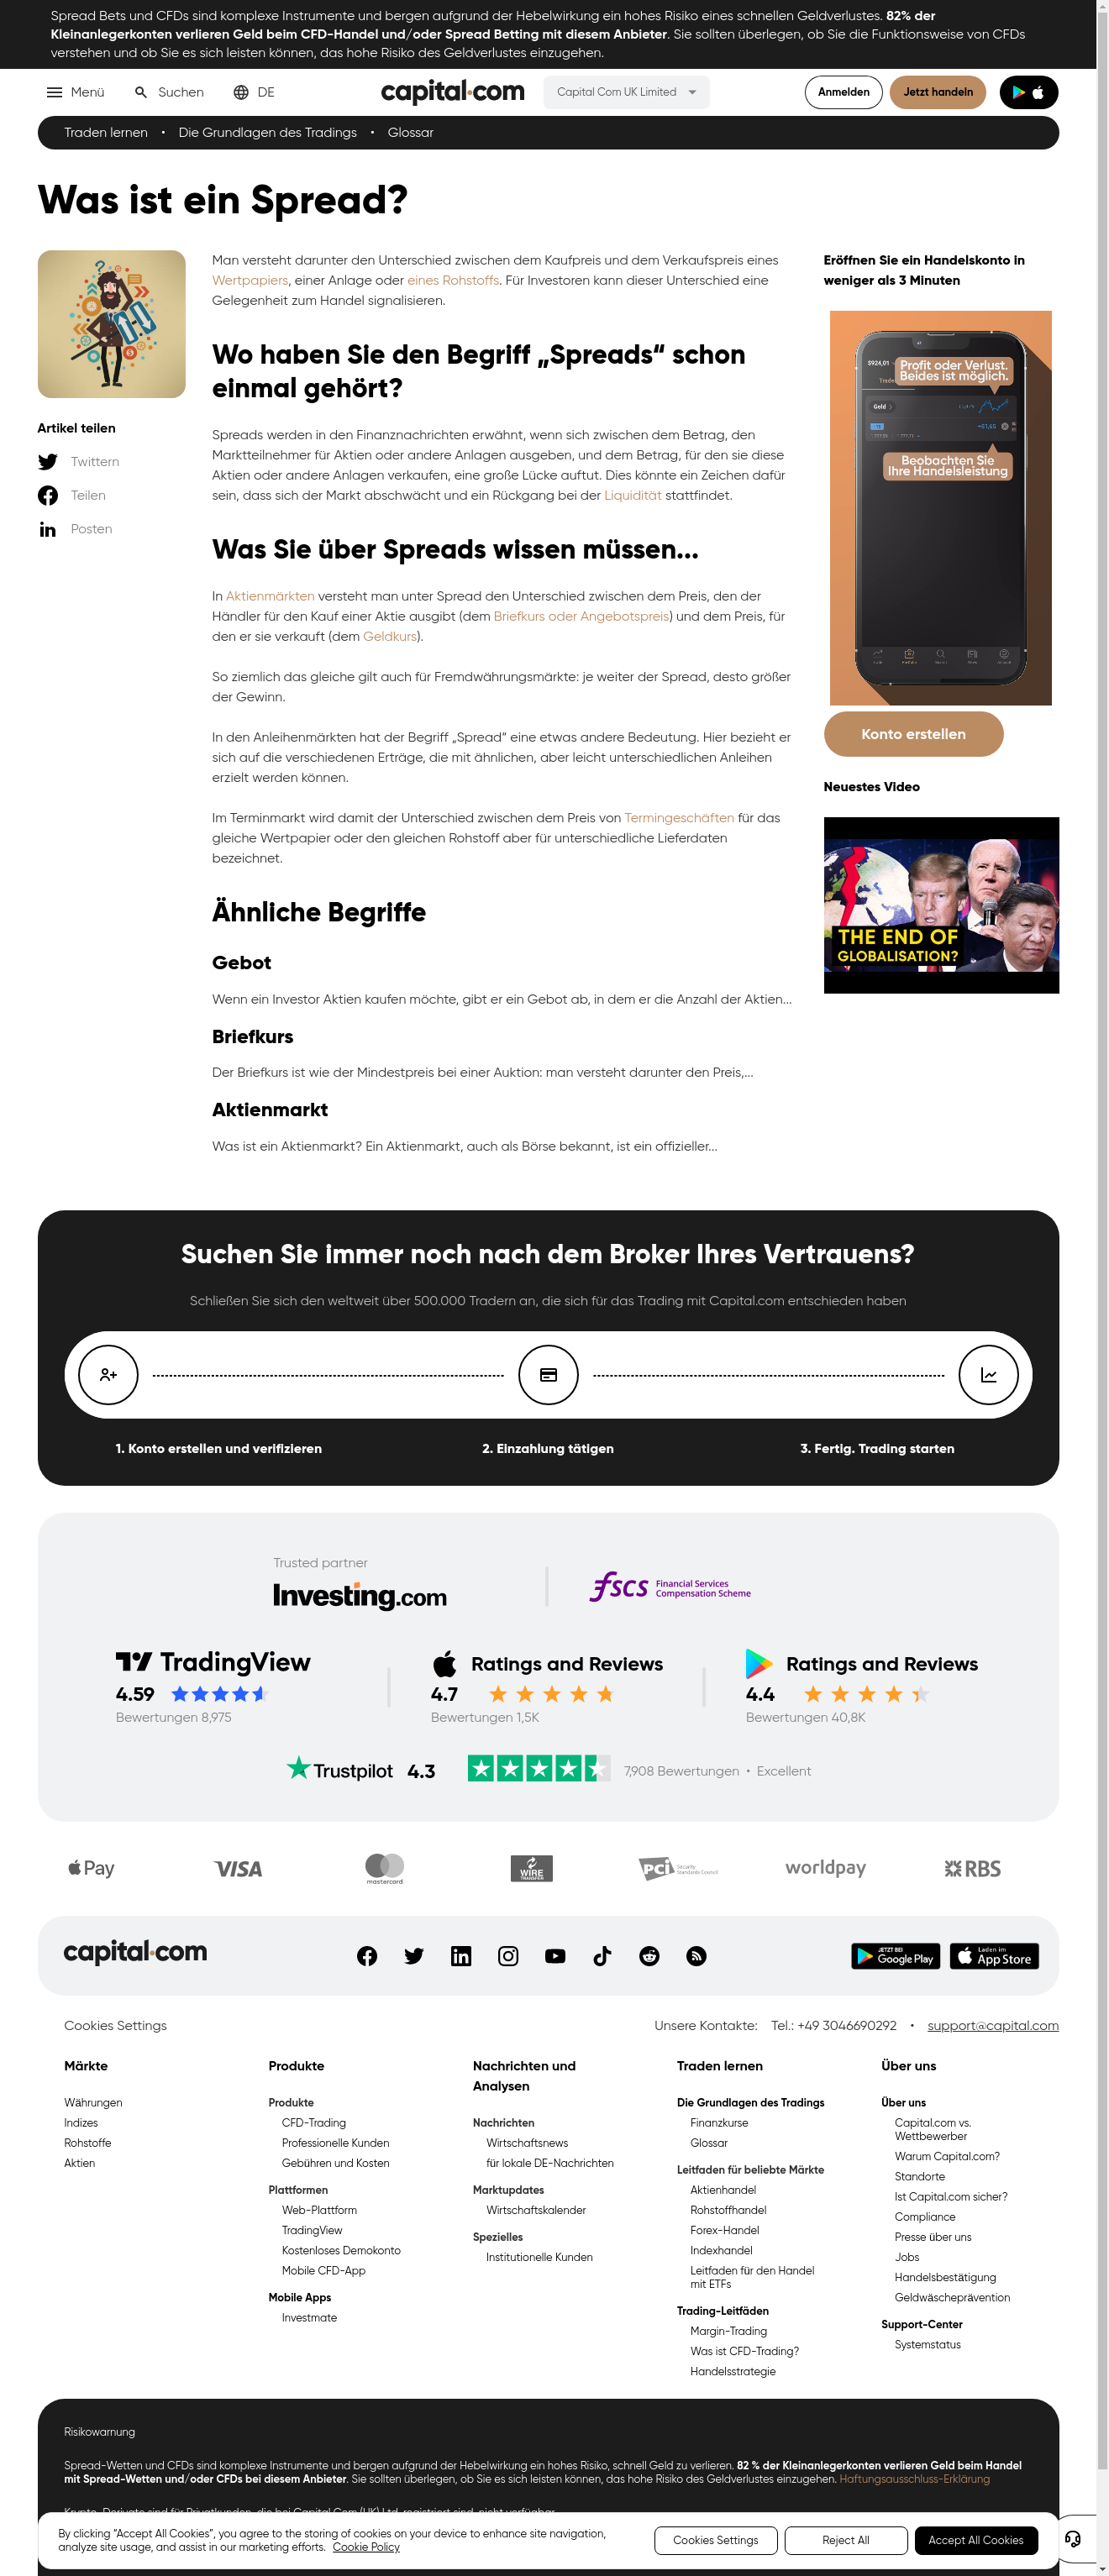 Spread Bets und CFDs sind komplexe Instrumente und bergen aufgrund der Hebelwirkung ein hohes Risiko eines schnellen Geldverlustes. 82% der
Kleinanlegerkonten verlieren Geld beim CFD-Handel und/oder Spread Betting mit diesem Anbieter. Sie sollten überlegen, ob Sie die Funktionsweise von CFDs
verstehen und ob Sie es sich leisten können, das hohe Risiko des Geldverlustes einzugehen.
Menü
Suchen
DE
capital.com
Capital Com UK Limited
Anmelden
Jetzt handeln
Traden lernen • Die Grundlagen des Tradings • Glossar
Was ist ein Spread?
Artikel teilen
Twittern
Teilen
Posten
Man versteht darunter den Unterschied zwischen dem Kaufpreis und dem Verkaufspreis eines
Wertpapiers, einer Anlage oder eines Rohstoffs. Für Investoren kann dieser Unterschied eine
Gelegenheit zum Handel signalisieren.
Wo haben Sie den Begriff „Spreads“ schon
einmal gehört?
Spreads werden in den Finanznachrichten erwähnt, wenn sich zwischen dem Betrag, den
Marktteilnehmer für Aktien oder andere Anlagen ausgeben, und dem Betrag, für den sie diese
Aktien oder andere Anlagen verkaufen, eine große Lücke auftut. Dies könnte ein Zeichen dafür
sein, dass sich der Markt abschwächt und ein Rückgang bei der Liquidität stattfindet.
Was Sie über Spreads wissen müssen...
In Aktienmärkten versteht man unter Spread den Unterschied zwischen dem Preis, den der
Händler für den Kauf einer Aktie ausgibt (dem Briefkurs oder Angebotspreis) und dem Preis, für
den er sie verkauft (dem Geldkurs).
So ziemlich das gleiche gilt auch für Fremdwährungsmärkte: je weiter der Spread, desto größer
der Gewinn.
In den Anleihenmärkten hat der Begriff „Spread“ eine etwas andere Bedeutung. Hier bezieht er
sich auf die verschiedenen Erträge, die mit ähnlichen, aber leicht unterschiedlichen Anleihen
erzielt werden können.
Im Terminmarkt wird damit der Unterschied zwischen dem Preis von Termingeschäften für das
gleiche Wertpapier oder den gleichen Rohstoff aber für unterschiedliche Lieferdaten
bezeichnet.
Ähnliche Begriffe
Gebot
Wenn ein Investor Aktien kaufen möchte, gibt er ein Gebot ab, in dem er die Anzahl der Aktien...
Briefkurs
Der Briefkurs ist wie der Mindestpreis bei einer Auktion: man versteht darunter den Preis,...
Aktienmarkt
Was ist ein Aktienmarkt? Ein Aktienmarkt, auch als Börse bekannt, ist ein offizieller...
Eröffnen Sie ein Handelskonto in
weniger als 3 Minuten
$924,01
Profit oder Verlust.
Beides ist möglich.
Gold
Beobachten Sie
Ihre Handelsleistung
Konto erstellen
Neuestes Video
THE END OF
GLOBALISATION?
Suchen Sie immer noch nach dem Broker Ihres Vertrauens?
Schließen Sie sich den weltweit über 500.000 Tradern an, die sich für das Trading mit Capital.com entschieden haben
1. Konto erstellen und verifizieren
2. Einzahlung tätigen
3. Fertig. Trading starten
Trusted partner
Investing.com
fscs Financial Services
Compensation Scheme
TradingView
4.59
Bewertungen 8,975
Ratings and Reviews
4.7
Bewertungen 1,5K
Ratings and Reviews
4.4
Bewertungen 40,8K
Trustpilot 4.3
7,908 Bewertungen • Excellent
Pay
VISA
mastercard
WIRE
TRANSFER
PCI Security
Standards Council
worldpay
RBS
capital.com
JETZT BEI
Google Play
Laden im
App Store
Cookies Settings
Unsere Kontakte: Tel.: +49 3046690292 • support@capital.com
Märkte
Währungen
Indizes
Rohstoffe
Aktien
Produkte
Produkte
CFD-Trading
Professionelle Kunden
Gebühren und Kosten
Plattformen
Web-Plattform
TradingView
Kostenloses Demokonto
Mobile CFD-App
Mobile Apps
Investmate
Nachrichten und
Analysen
Nachrichten
Wirtschaftsnews
für lokale DE-Nachrichten
Marktupdates
Wirtschaftskalender
Spezielles
Institutionelle Kunden
Traden lernen
Die Grundlagen des Tradings
Finanzkurse
Glossar
Leitfaden für beliebte Märkte
Aktienhandel
Rohstoffhandel
Forex-Handel
Indexhandel
Leitfaden für den Handel
mit ETFs
Trading-Leitfäden
Margin-Trading
Was ist CFD-Trading?
Handelsstrategie
Über uns
Über uns
Capital.com vs.
Wettbewerber
Warum Capital.com?
Standorte
Ist Capital.com sicher?
Compliance
Presse über uns
Jobs
Handelsbestätigung
Geldwäscheprävention
Support-Center
Systemstatus
Risikowarnung
Spread-Wetten und CFDs sind komplexe Instrumente und bergen aufgrund der Hebelwirkung ein hohes Risiko, schnell Geld zu verlieren. 82 % der Kleinanlegerkonten verlieren Geld beim Handel
mit Spread-Wetten und/oder CFDs bei diesem Anbieter. Sie sollten überlegen, ob Sie es sich leisten können, das hohe Risiko des Geldverlustes einzugehen. Haftungsausschluss-Erklärung
By clicking “Accept All Cookies”, you agree to the storing of cookies on your device to enhance site navigation,
analyze site usage, and assist in our marketing efforts. Cookie Policy
Cookies Settings
Reject All
Accept All Cookies